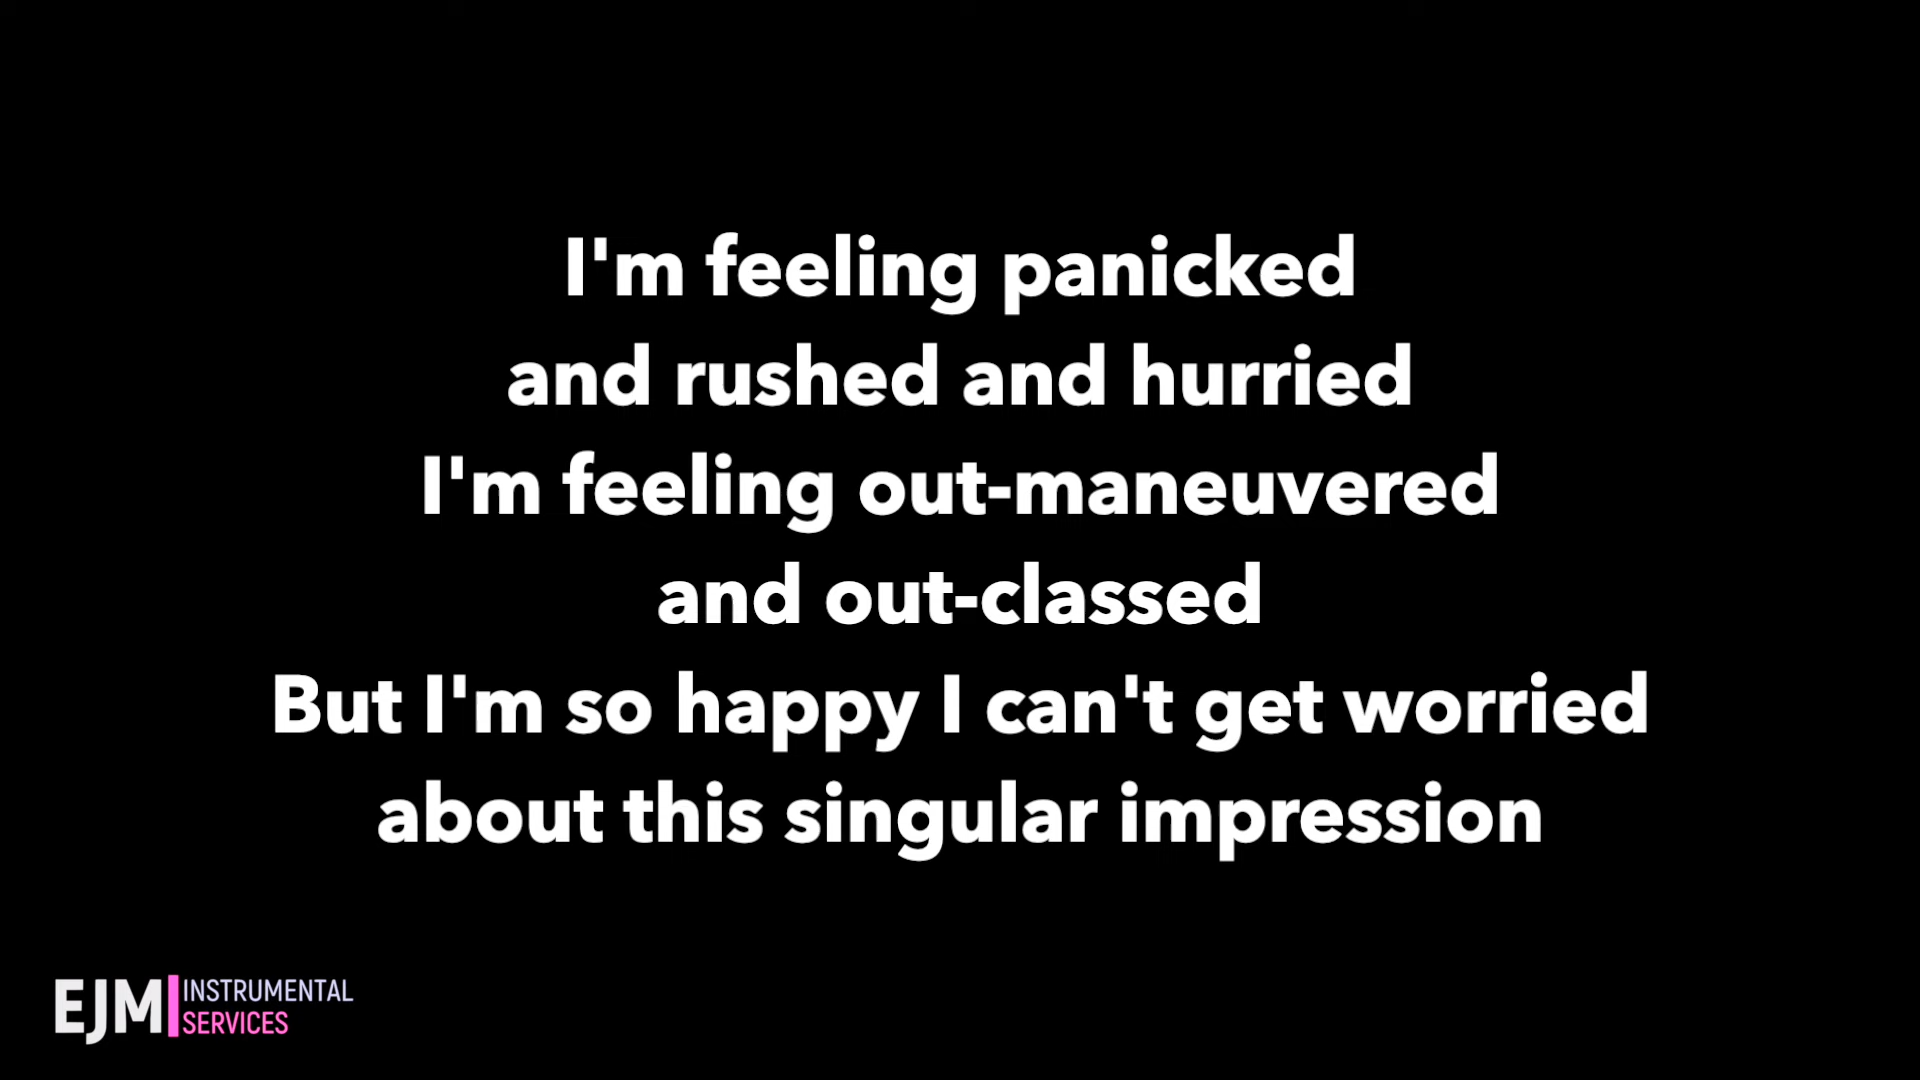 I'm feeling panicked
and rushed and hurried
I'm feeling out-maneuvered
and out-classed
But I'm so happy I can't get worried
about this singular impression
EJM INSTRUMENTAL
SERVICES